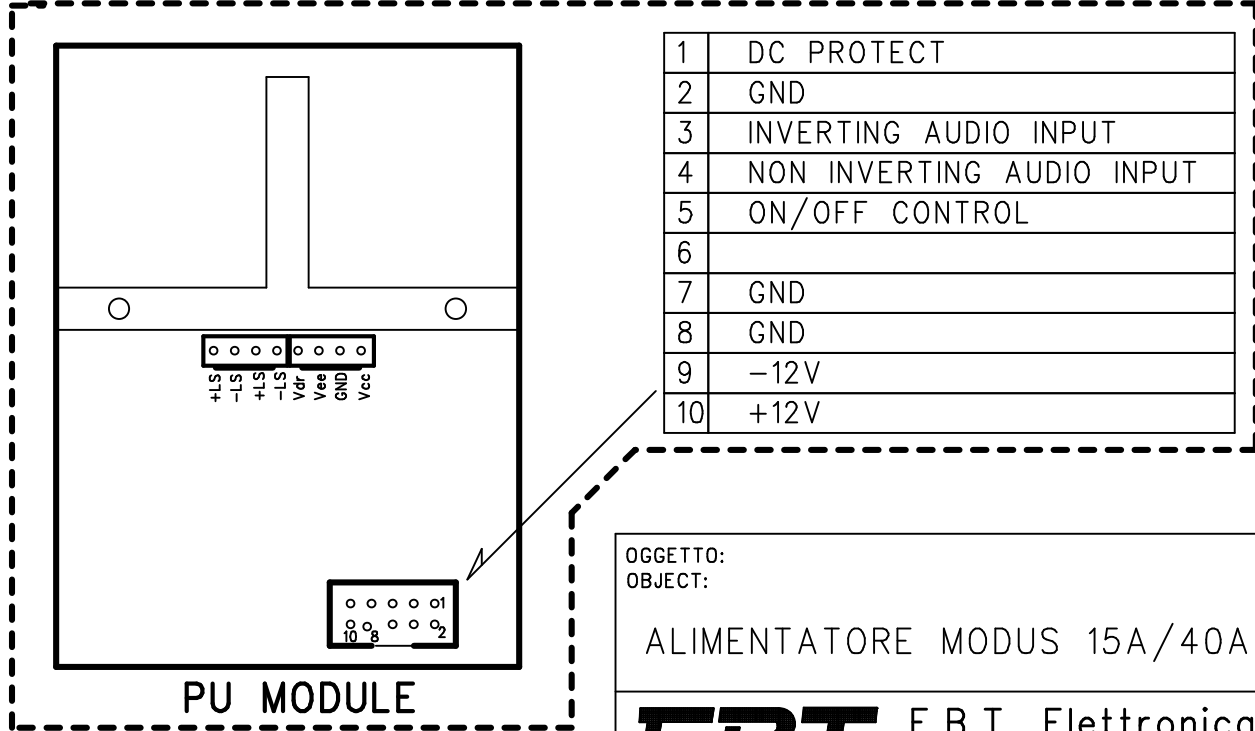 1 DC PROTECT
2 GND
3 INVERTING AUDIO INPUT
4 NON INVERTING AUDIO INPUT
5 ON/OFF CONTROL
6
7 GND
8 GND
9 -12V
10 +12V
+LS -LS +LS -LS Vdr Vee GND Vcc
1
10 8 2
PU MODULE
OGGETTO:
OBJECT:
ALIMENTATORE MODUS 15A/40A
FBT F.B.T. Elettronica